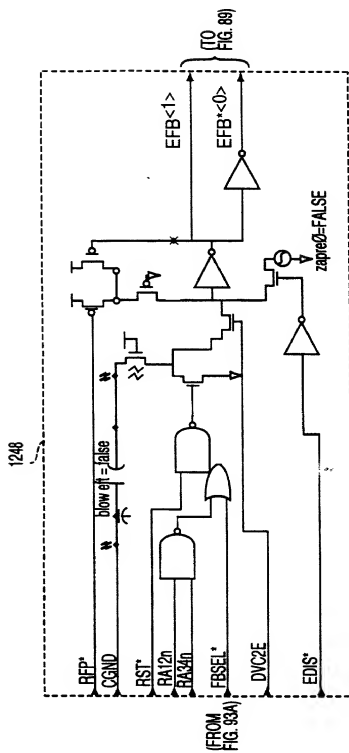 1248
RFP*
CGND
blow eft = false
RST*
RA12n
RA34n
FBSEL*
(FROM
FIG. 93A)
DVC2E
EDIS*
zapreØ=FALSE
EFB<1>
EFB*<0>
(TO
FIG. 89)